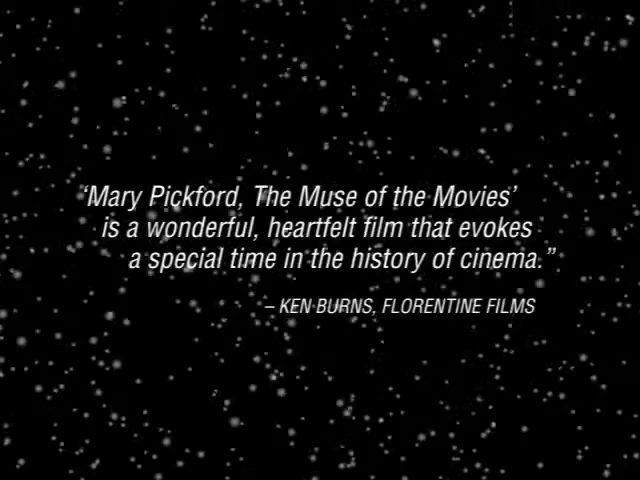 ‘Mary Pickford, The Muse of the Movies’
is a wonderful, heartfelt film that evokes
a special time in the history of cinema.”
– KEN BURNS, FLORENTINE FILMS